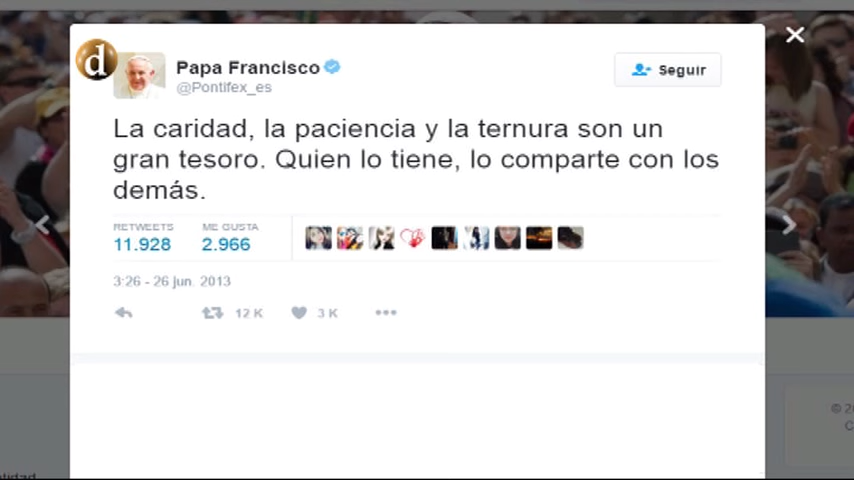 d
Papa Francisco
@Pontifex_es
Seguir
La caridad, la paciencia y la ternura son un
gran tesoro. Quien lo tiene, lo comparte con los
demás.
RETWEETS ME GUSTA
11.928 2.966
3:26 - 26 jun. 2013
12 K 3 K